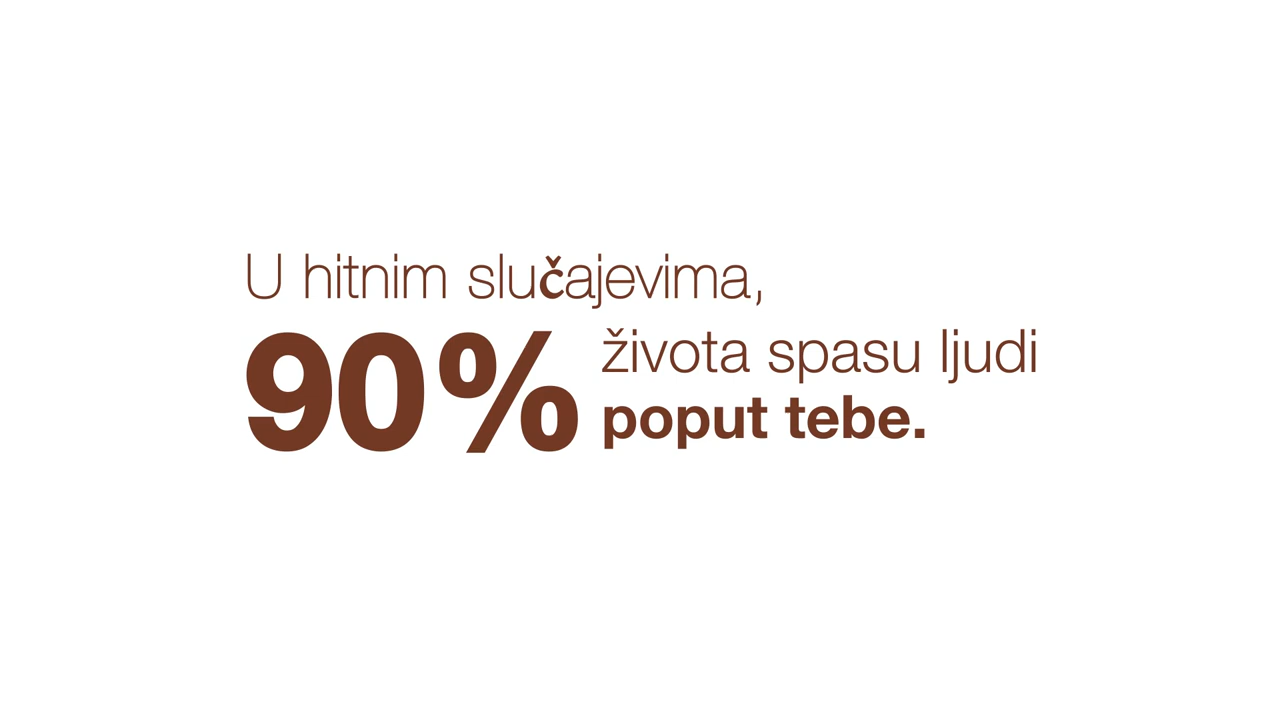 U hitnim slučajevima,
90% života spasu ljudi
poput tebe.